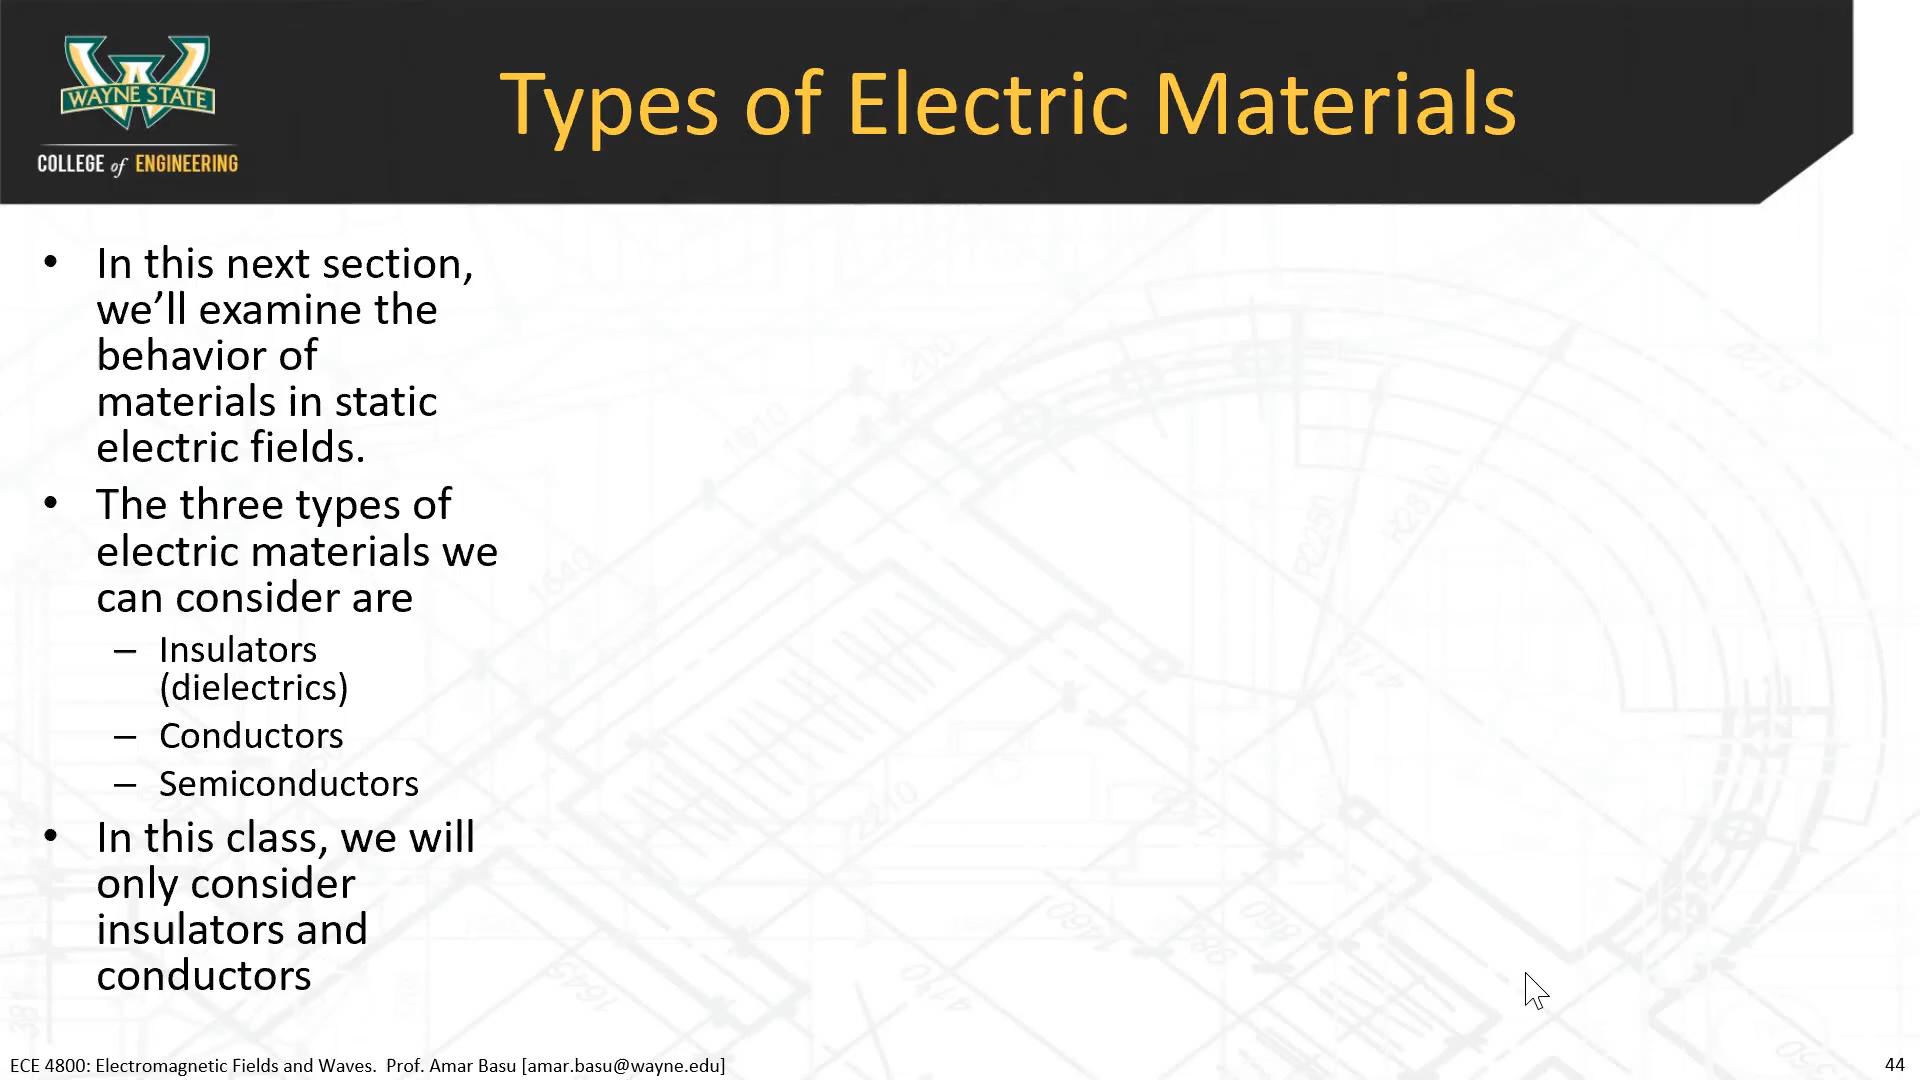 WAYNE STATE
COLLEGE of ENGINEERING
Types of Electric Materials
• In this next section,
we’ll examine the
behavior of
materials in static
electric fields.
• The three types of
electric materials we
can consider are
– Insulators
(dielectrics)
– Conductors
– Semiconductors
• In this class, we will
only consider
insulators and
conductors
1610
1640
ECE 4800: Electromagnetic Fields and Waves.  Prof. Amar Basu [amar.basu@wayne.edu]
44